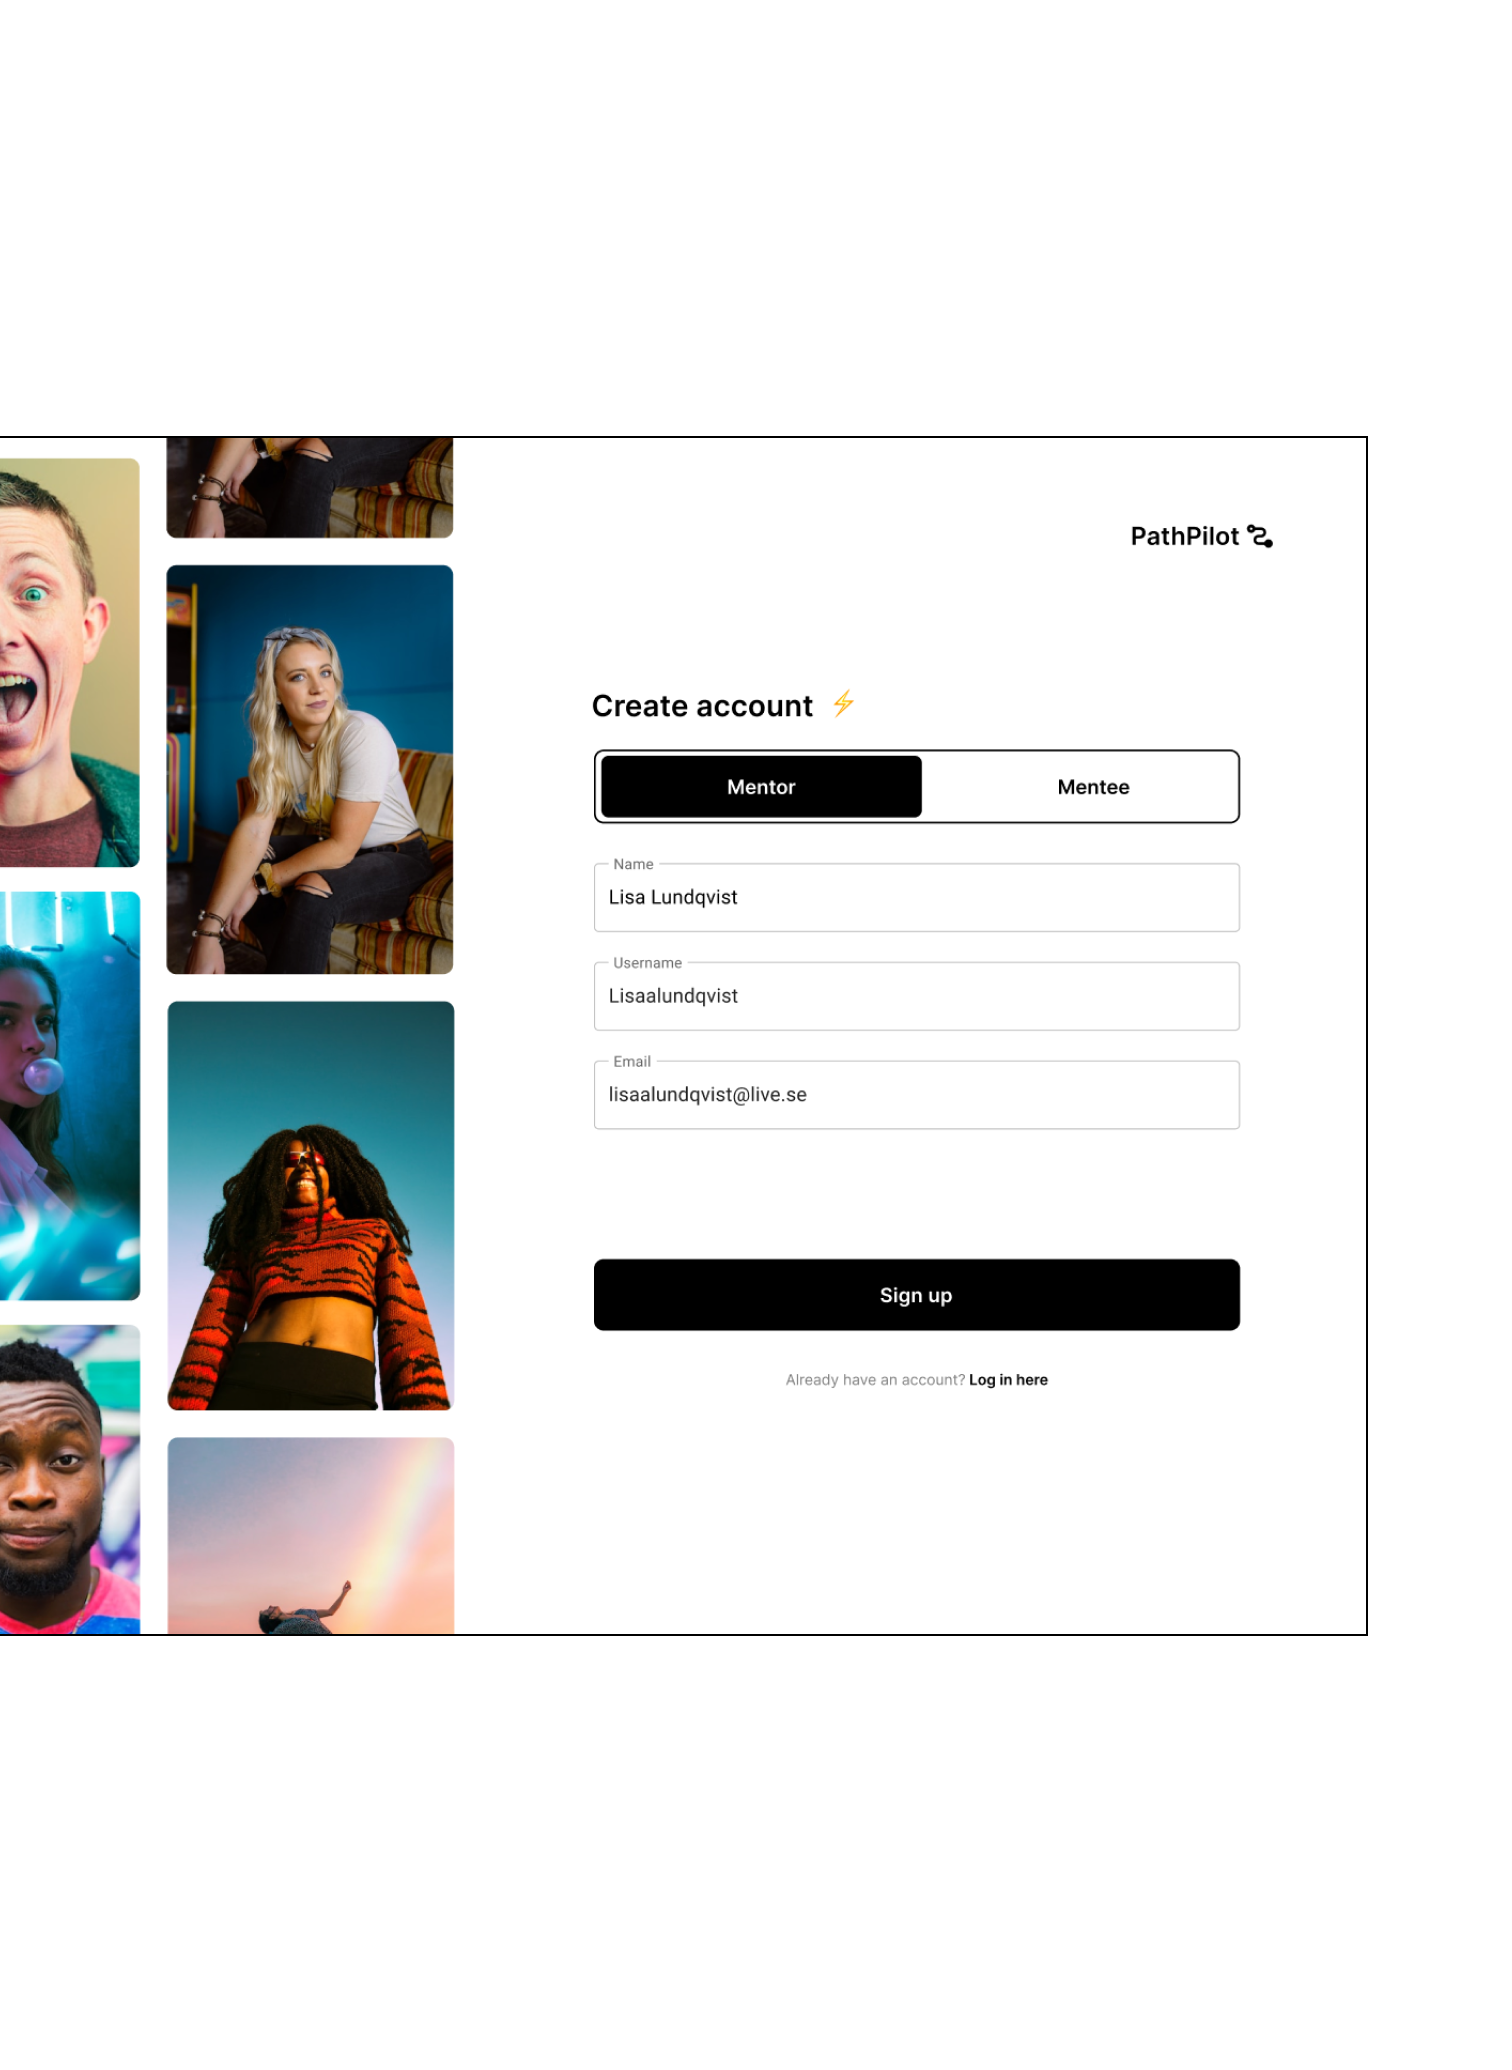 PathPilot
Create account ⚡
Mentor
Mentee
Name
Lisa Lundqvist
Username
Lisaalundqvist
Email
lisaalundqvist@live.se
Sign up
Already have an account? Log in here